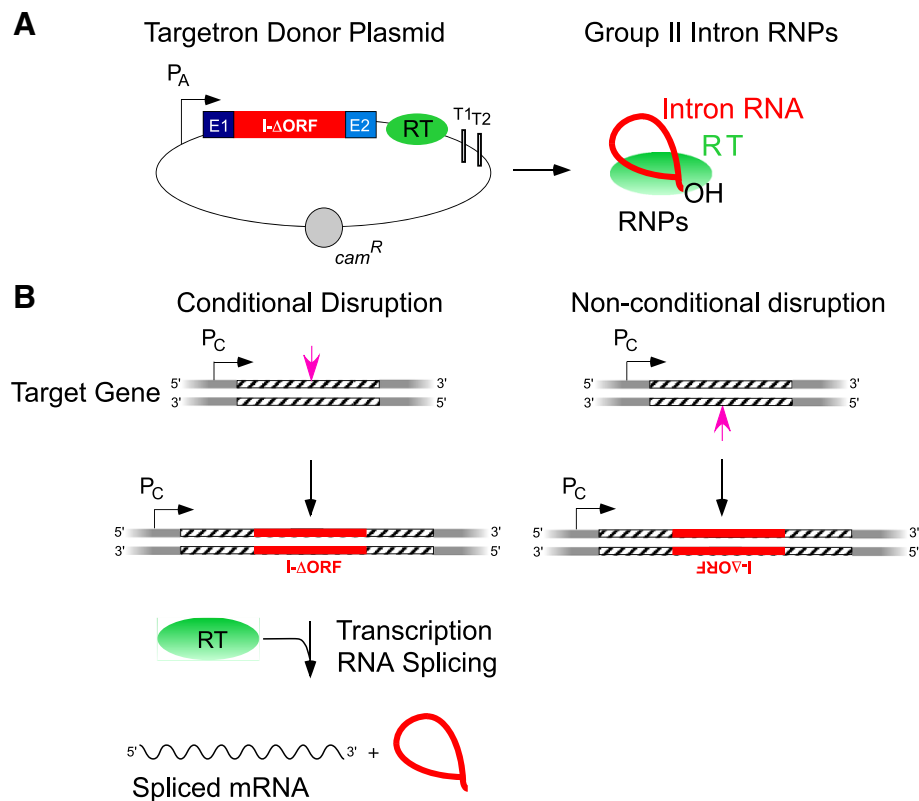 A
Targetron Donor Plasmid
Group II Intron RNPs
PA
E1
I-ΔORF
E2
RT
T1
T2
camR
Intron RNA
RT
OH
RNPs
B
Conditional Disruption
Non-conditional disruption
PC
PC
Target Gene
5'
3'
3'
5'
5'
3'
3'
5'
PC
PC
5'
3'
3'
5'
I-ΔORF
5'
3'
3'
5'
I-ΔORF
RT
Transcription
RNA Splicing
5'
3'
+
Spliced mRNA